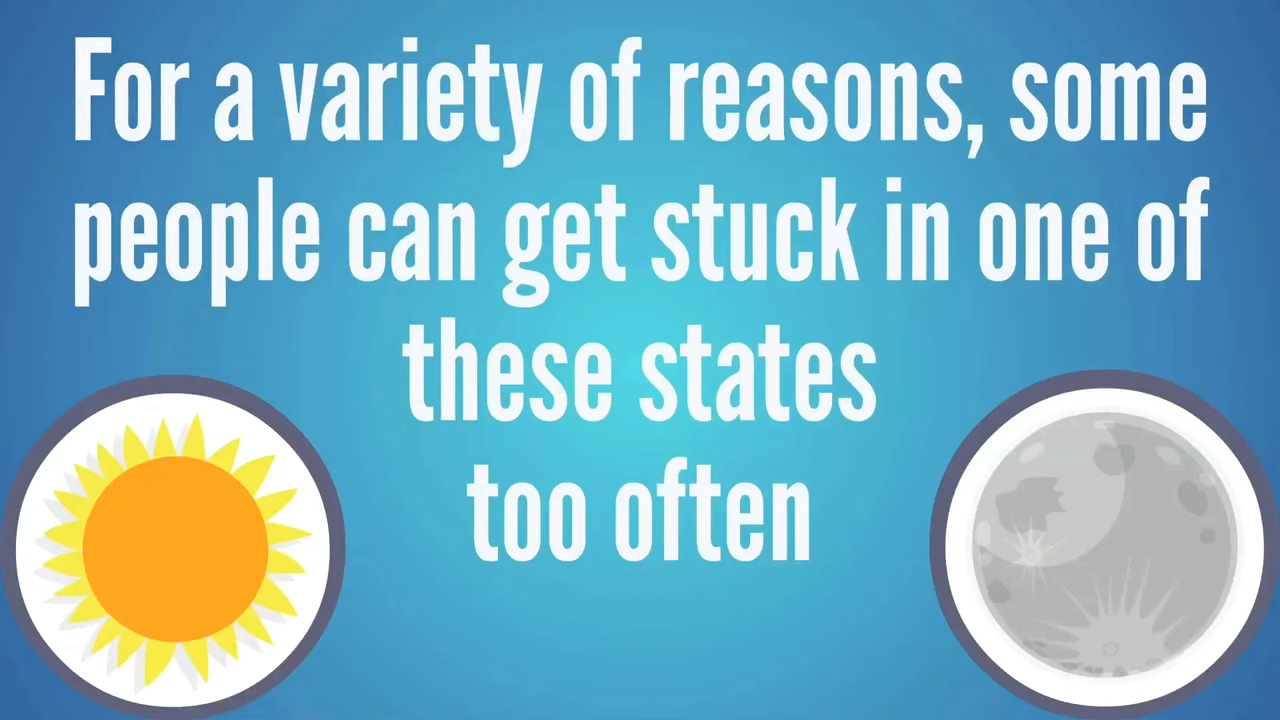 For a variety of reasons, some
people can get stuck in one of
these states
too often